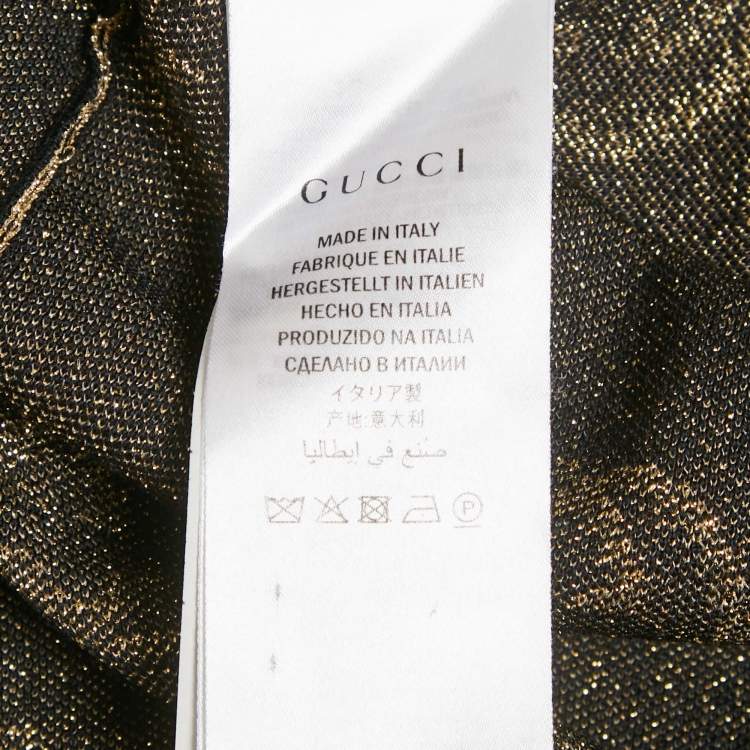 GUCCI
MADE IN ITALY
FABRIQUE EN ITALIE
HERGESTELLT IN ITALIEN
HECHO EN ITALIA
PRODUZIDO NA ITALIA
СДЕЛАНО В ИТАЛИИ
イタリア製
产地:意大利
صُنع في إيطاليا
P